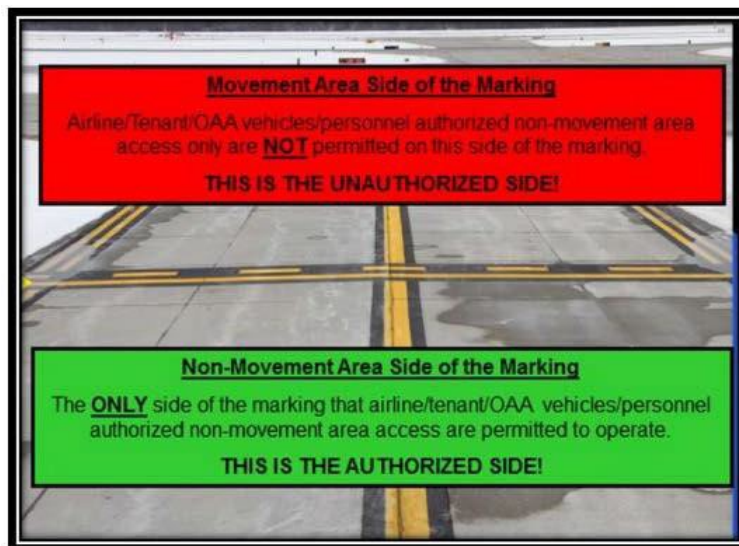 Movement Area Side of the Marking
Airline/Tenant/OAA vehicles/personnel authorized non-movement area
access only are NOT permitted on this side of the marking.
THIS IS THE UNAUTHORIZED SIDE!
Non-Movement Area Side of the Marking
The ONLY side of the marking that airline/tenant/OAA vehicles/personnel
authorized non-movement area access are permitted to operate.
THIS IS THE AUTHORIZED SIDE!